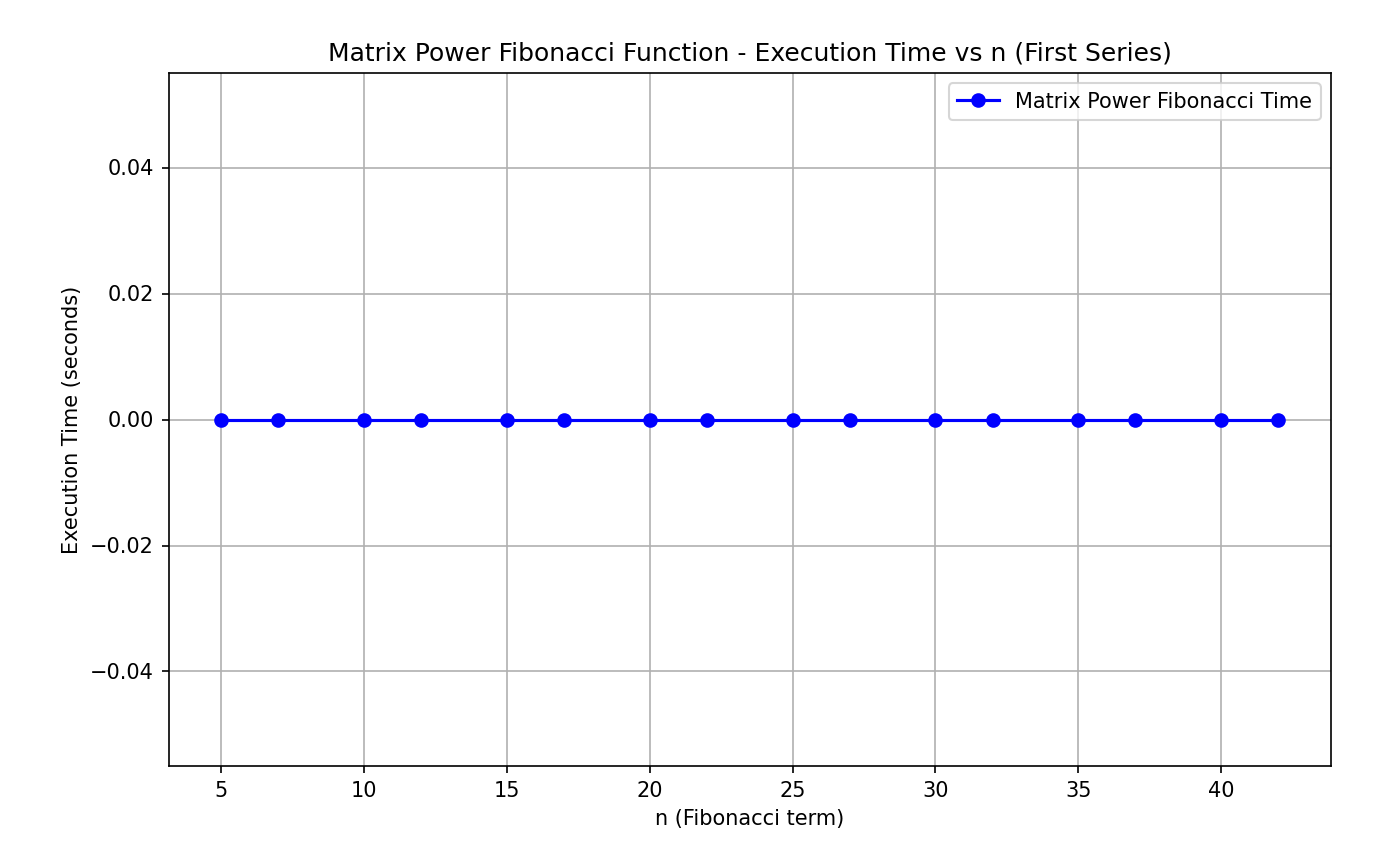 Matrix Power Fibonacci Function - Execution Time vs n (First Series)
Matrix Power Fibonacci Time
Execution Time (seconds)
0.04
0.02
0.00
−0.02
−0.04
5 10 15 20 25 30 35 40
n (Fibonacci term)